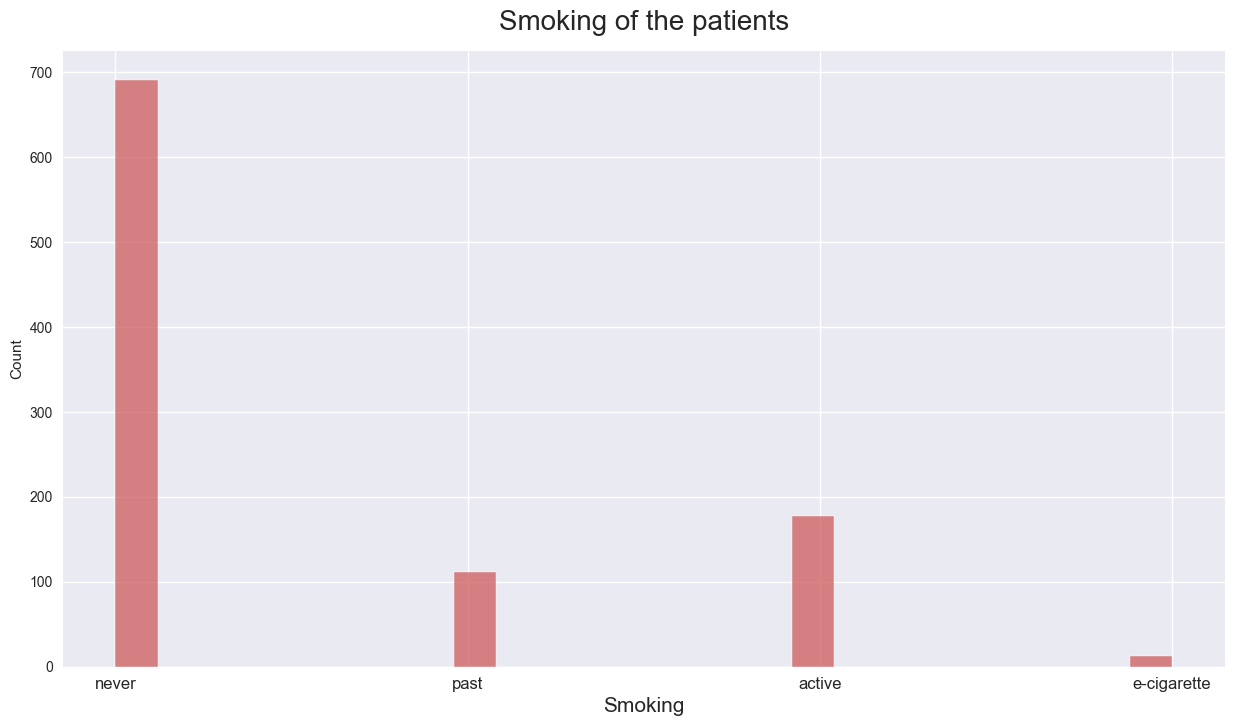 Smoking of the patients
700
600
500
400
300
200
100
0
Count
never past active e-cigarette
Smoking